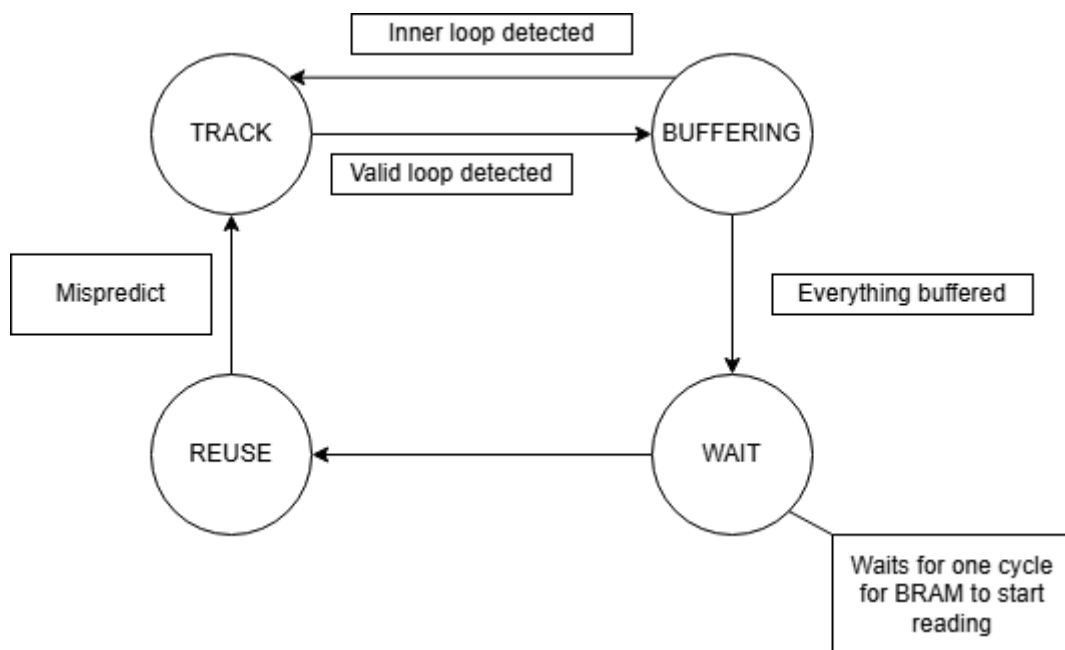 Inner loop detected
TRACK
BUFFERING
Valid loop detected
Mispredict
Everything buffered
REUSE
WAIT
Waits for one cycle
for BRAM to start
reading